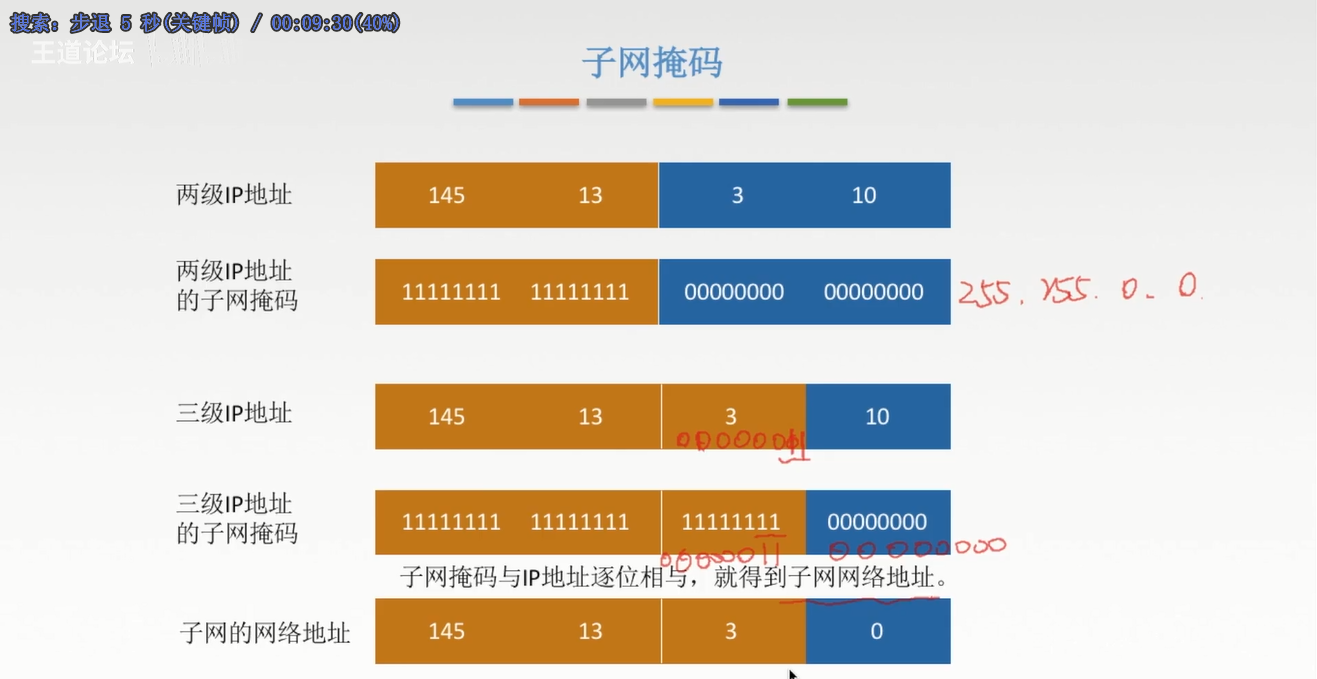 搜索: 步退 5 秒(关键帧) / 00:09:30(40%)
王道论坛
子网掩码
两级IP地址 145 13 3 10
两级IP地址
的子网掩码 11111111 11111111 00000000 00000000 255. 255. 0. 0.
三级IP地址 145 13 3 10
00000011
三级IP地址
的子网掩码 11111111 11111111 11111111 00000000
00000011 00000000
子网掩码与IP地址逐位相与，就得到子网网络地址。
子网的网络地址 145 13 3 0